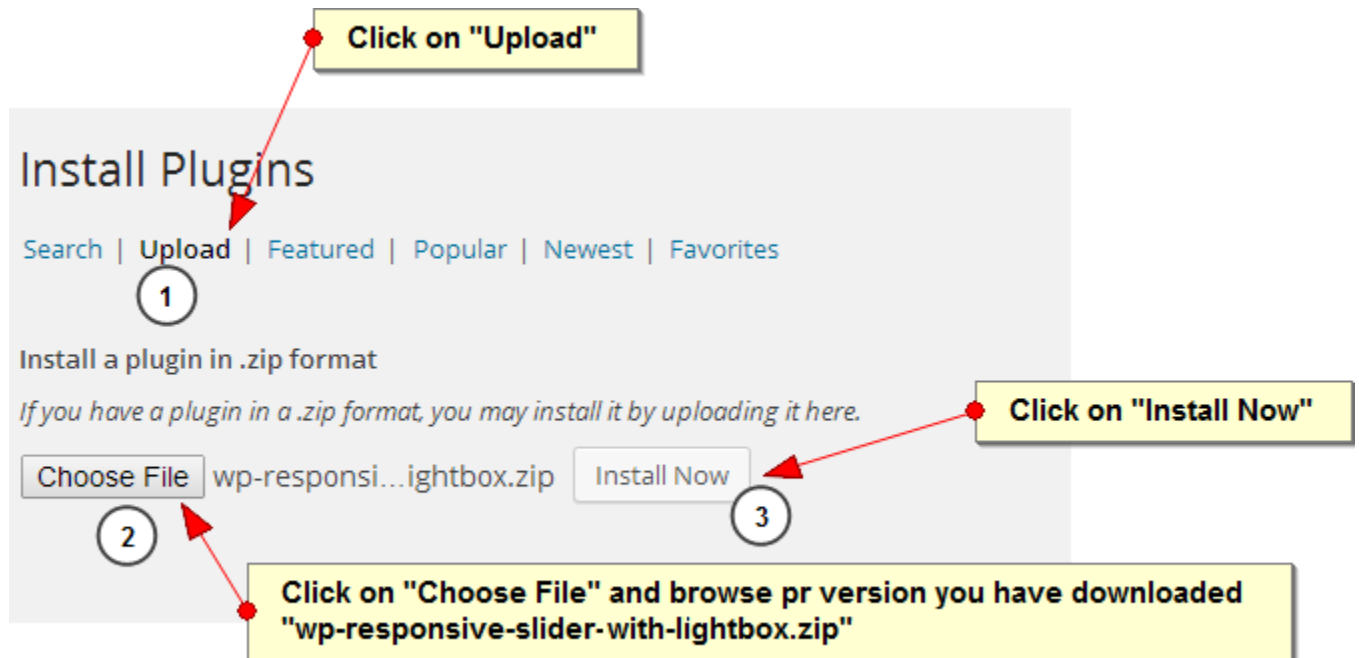 Click on "Upload"
Install Plugins
Search | Upload | Featured | Popular | Newest | Favorites
1
Install a plugin in .zip format
If you have a plugin in a .zip format, you may install it by uploading it here.
Click on "Install Now"
Choose File wp-responsi...ightbox.zip Install Now
2
3
Click on "Choose File" and browse pr version you have downloaded
"wp-responsive-slider-with-lightbox.zip"